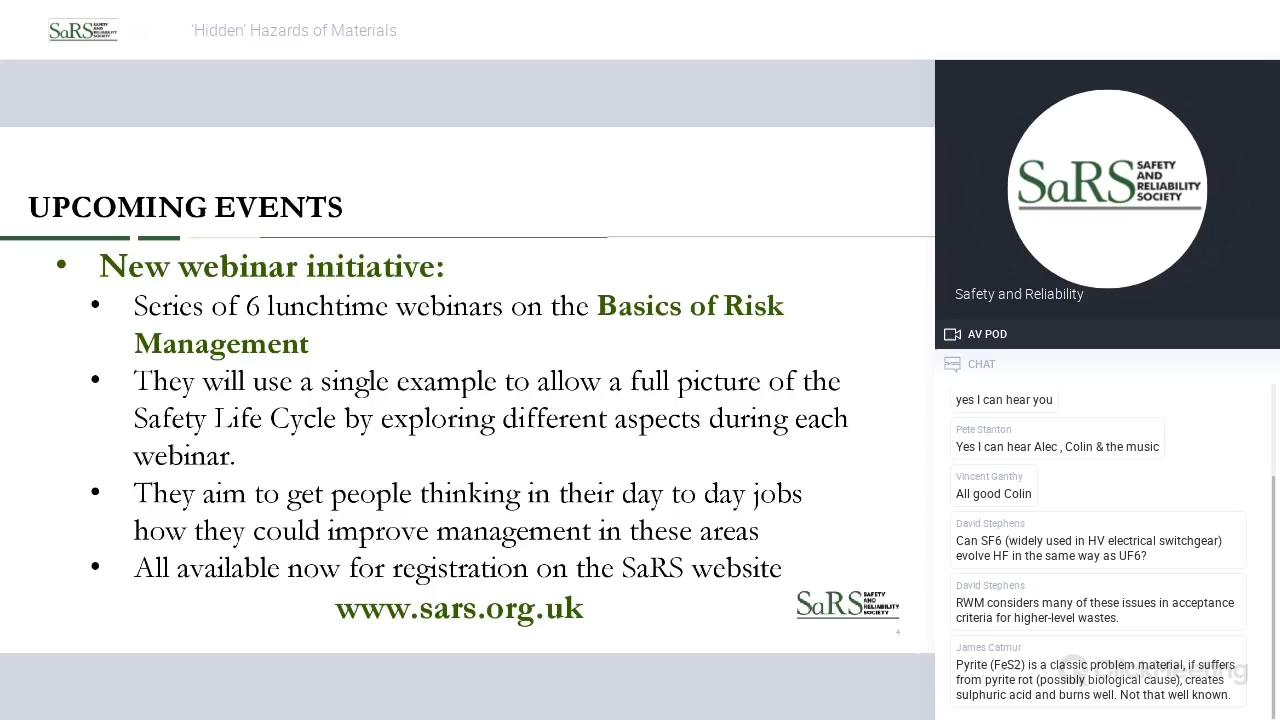 SaRS SAFETY AND RELIABILITY SOCIETY
'Hidden' Hazards of Materials
UPCOMING EVENTS
• New webinar initiative:
• Series of 6 lunchtime webinars on the Basics of Risk
Management
• They will use a single example to allow a full picture of the
Safety Life Cycle by exploring different aspects during each
webinar.
• They aim to get people thinking in their day to day jobs
how they could improve management in these areas
• All available now for registration on the SaRS website
www.sars.org.uk
SaRS SAFETY AND RELIABILITY SOCIETY
4
SaRS SAFETY
AND
RELIABILITY
SOCIETY
Safety and Reliability
AV POD
CHAT
yes I can hear you
Pete Stanton
Yes I can hear Alec , Colin & the music
Vincent Ganthy
All good Colin
David Stephens
Can SF6 (widely used in HV electrical switchgear)
evolve HF in the same way as UF6?
David Stephens
RWM considers many of these issues in acceptance
criteria for higher-level wastes.
James Catmur
Pyrite (FeS2) is a classic problem material, if suffers
from pyrite rot (possibly biological cause), creates
sulphuric acid and burns well. Not that well known.